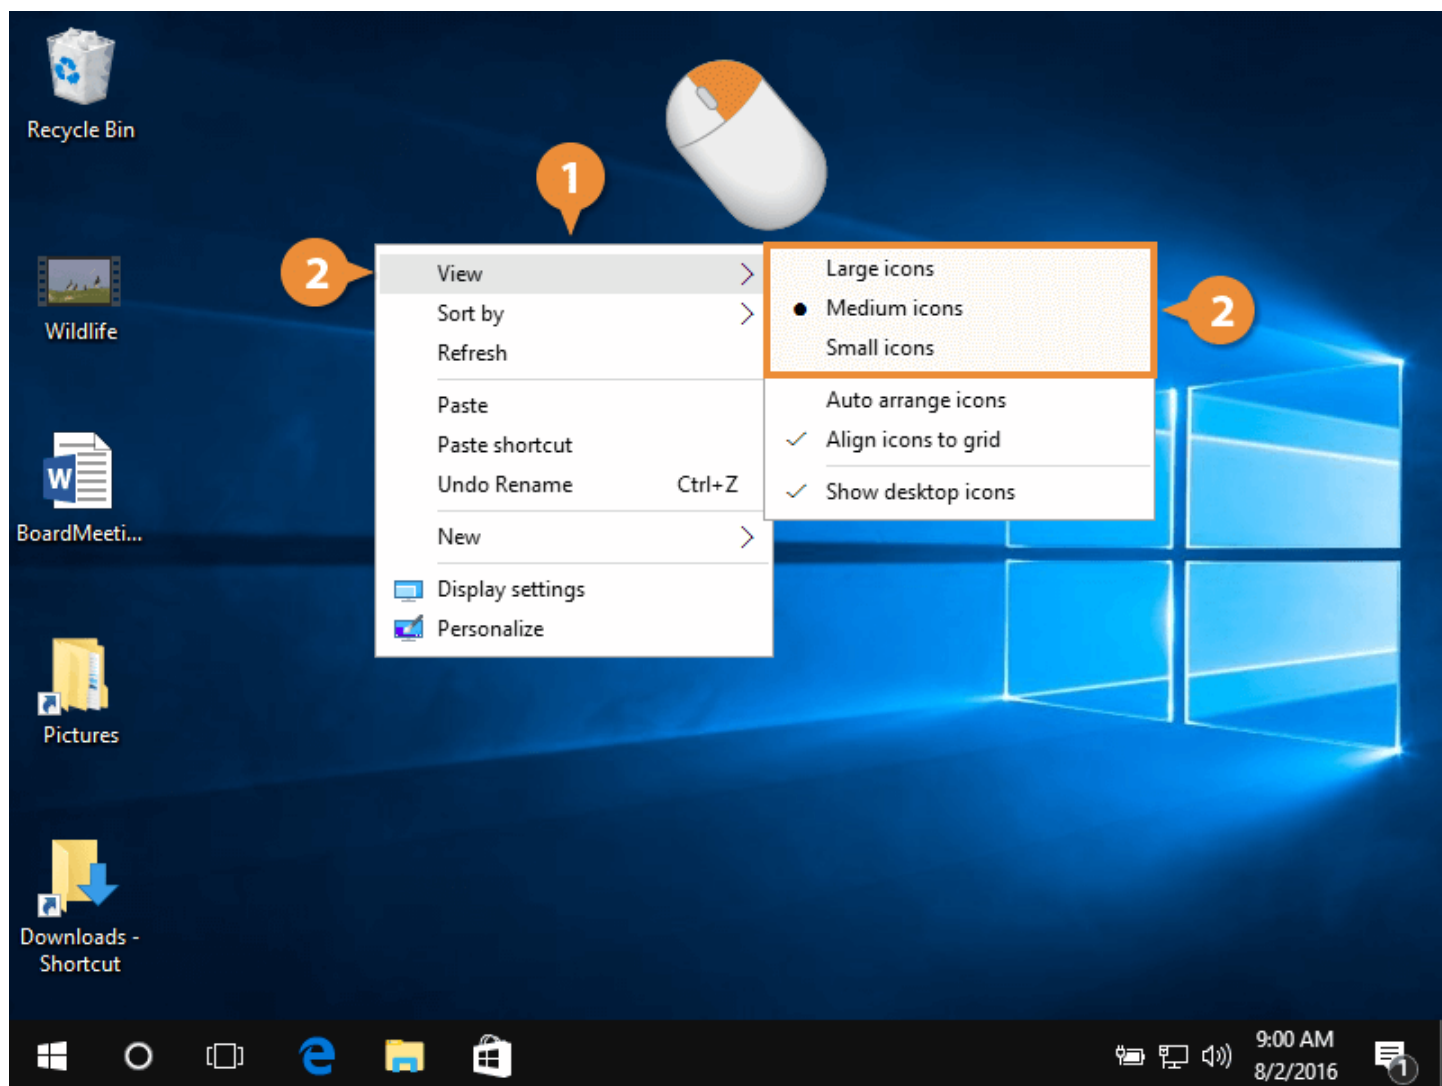 Recycle Bin
Wildlife
W
BoardMeeti...
Pictures
Downloads -
Shortcut
1
2
View
Sort by
Refresh
Paste
Paste shortcut
Undo Rename Ctrl+Z
New
Display settings
Personalize
Large icons
Medium icons
Small icons
2
Auto arrange icons
Align icons to grid
Show desktop icons
9:00 AM
8/2/2016
1